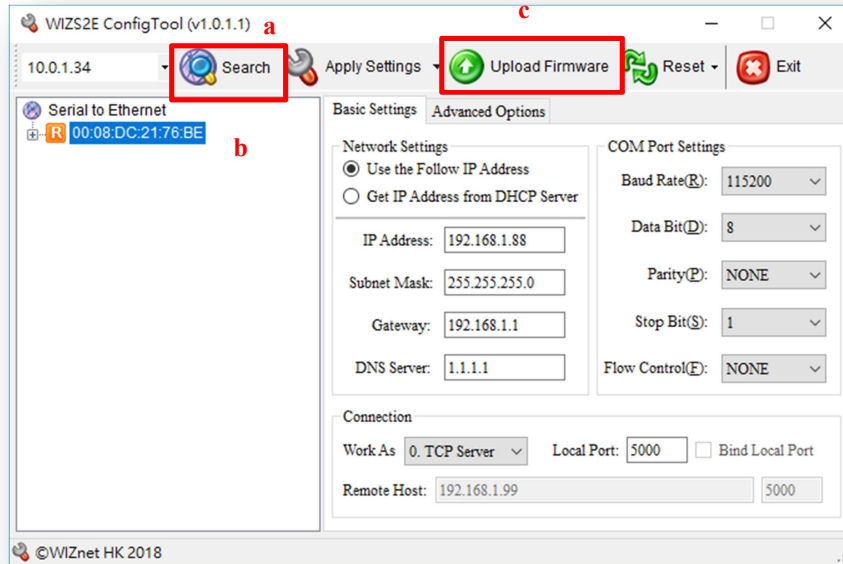 WIZS2E ConfigTool (v1.0.1.1)
a
c
10.0.1.34
Search
Apply Settings
Upload Firmware
Reset
Exit
Serial to Ethernet
R 00:08:DC:21:76:BE
b
Basic Settings
Advanced Options
Network Settings
Use the Follow IP Address
Get IP Address from DHCP Server
IP Address: 192.168.1.88
Subnet Mask: 255.255.255.0
Gateway: 192.168.1.1
DNS Server: 1.1.1.1
COM Port Settings
Baud Rate(R): 115200
Data Bit(D): 8
Parity(P): NONE
Stop Bit(S): 1
Flow Control(F): NONE
Connection
Work As 0. TCP Server Local Port: 5000 Bind Local Port
Remote Host: 192.168.1.99 5000
©WIZnet HK 2018